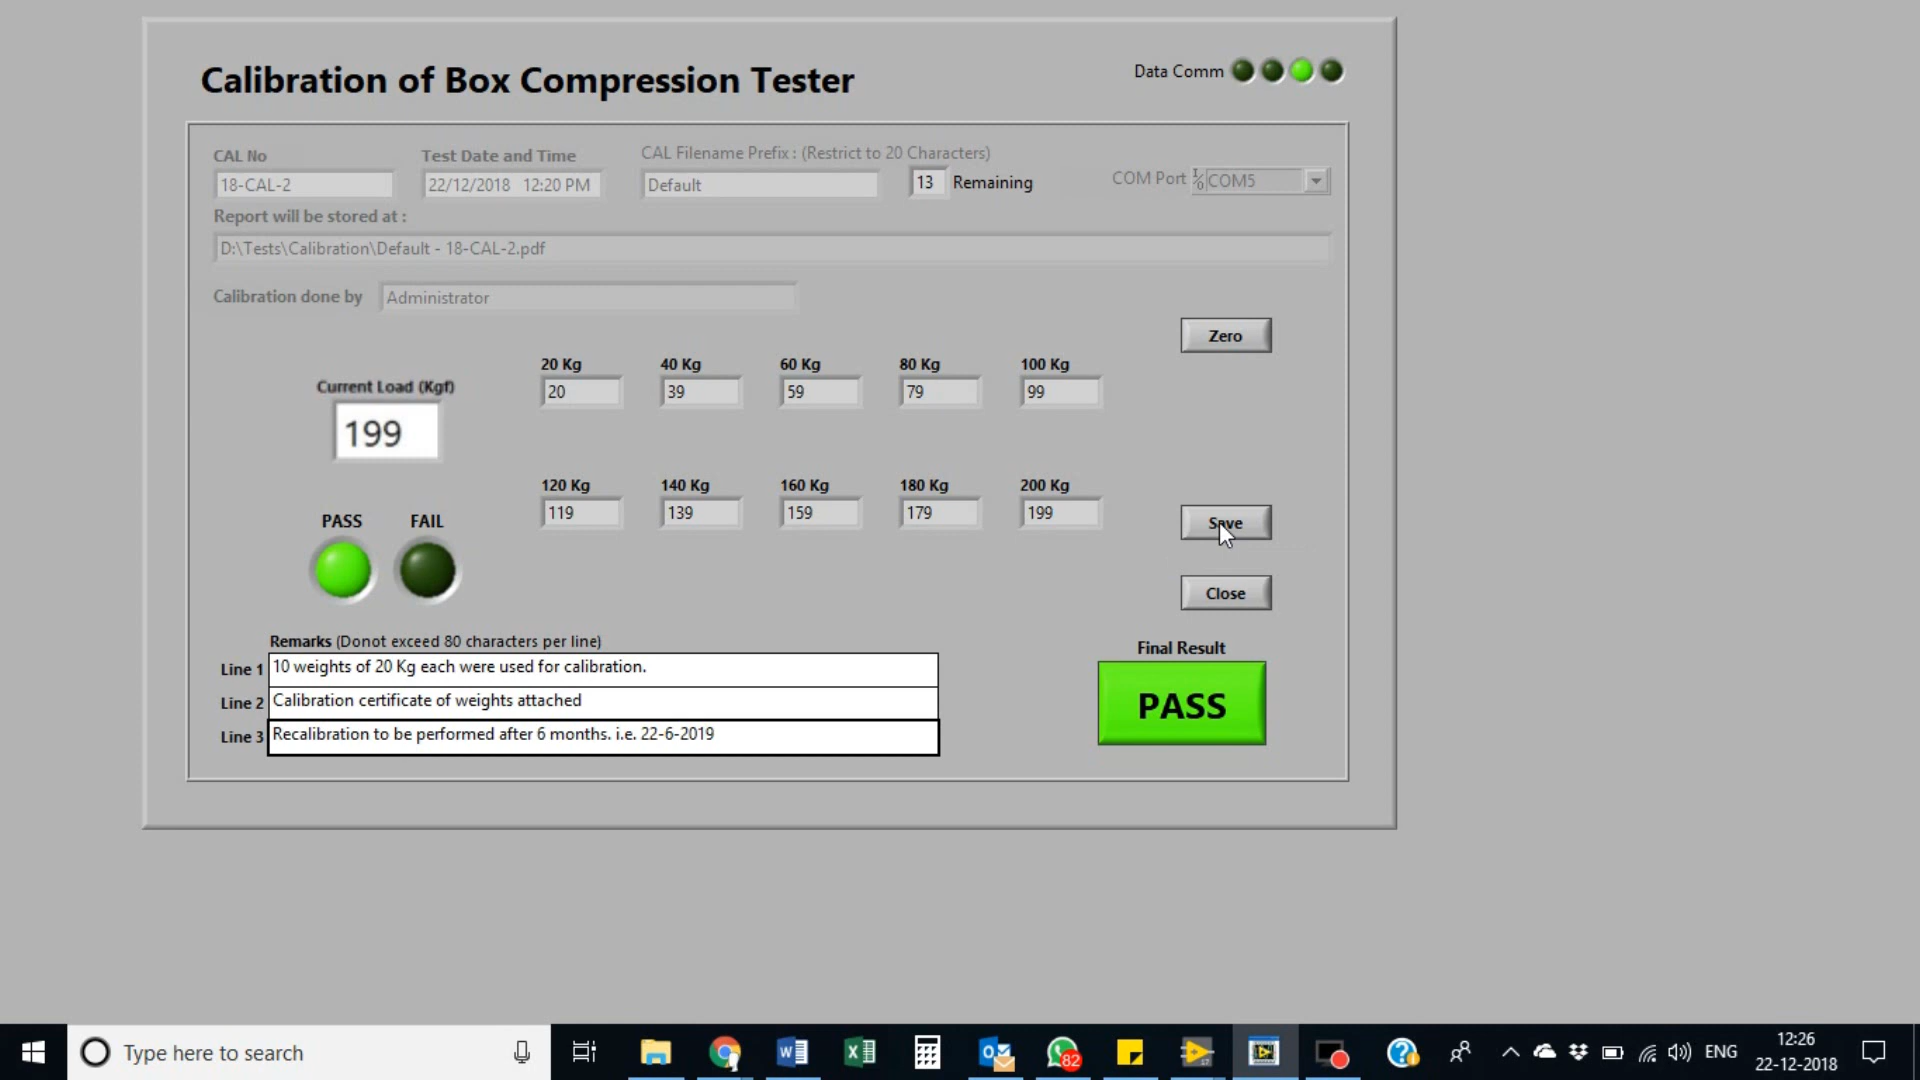 Calibration of Box Compression Tester
Data Comm
CAL No
Test Date and Time
CAL Filename Prefix : (Restrict to 20 Characters)
18-CAL-2
22/12/2018 12:20 PM
Default
13 Remaining
COM Port
COM5
Report will be stored at :
D:\Tests\Calibration\Default - 18-CAL-2.pdf
Calibration done by
Administrator
Zero
Current Load (Kgf)
199
20 Kg
40 Kg
60 Kg
80 Kg
100 Kg
20
39
59
79
99
120 Kg
140 Kg
160 Kg
180 Kg
200 Kg
119
139
159
179
199
PASS
FAIL
Save
Close
Remarks (Donot exceed 80 characters per line)
Line 1 10 weights of 20 Kg each were used for calibration.
Line 2 Calibration certificate of weights attached
Line 3 Recalibration to be performed after 6 months. i.e. 22-6-2019
Final Result
PASS
Type here to search
82
ENG
12:26
22-12-2018